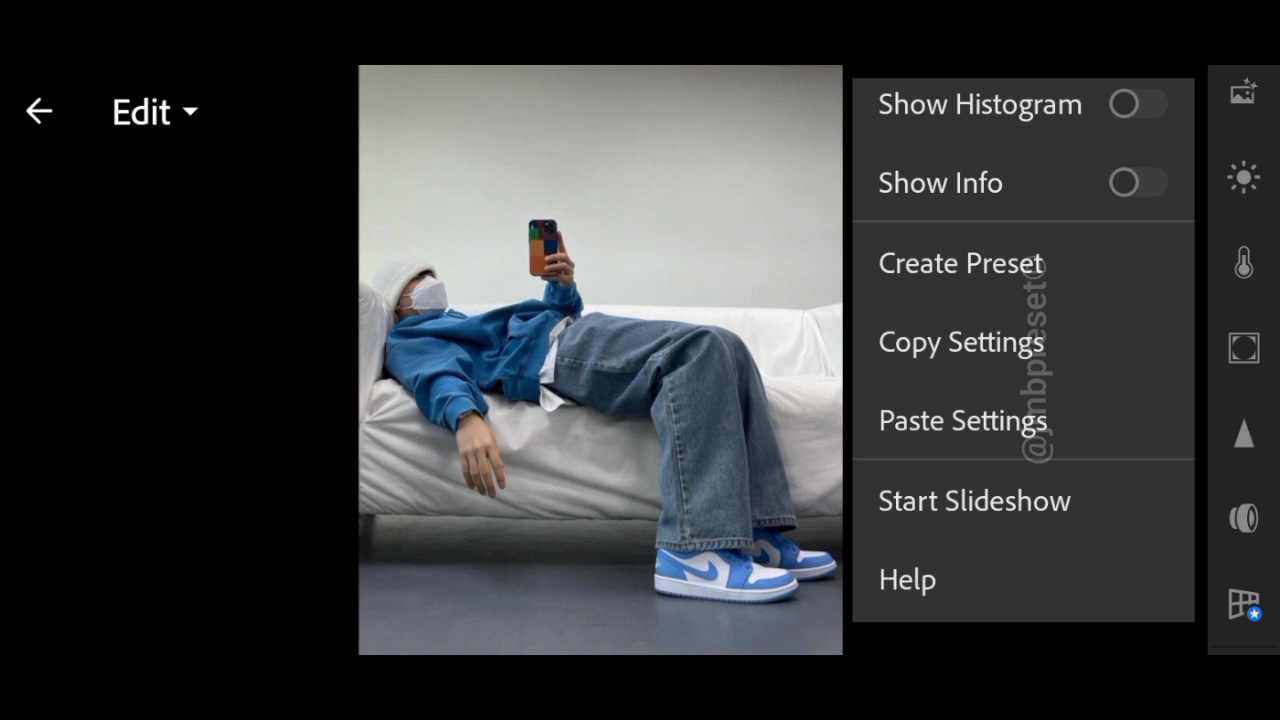 Edit
Show Histogram
Show Info
Create Preset
Copy Settings
Paste Settings
Start Slideshow
Help